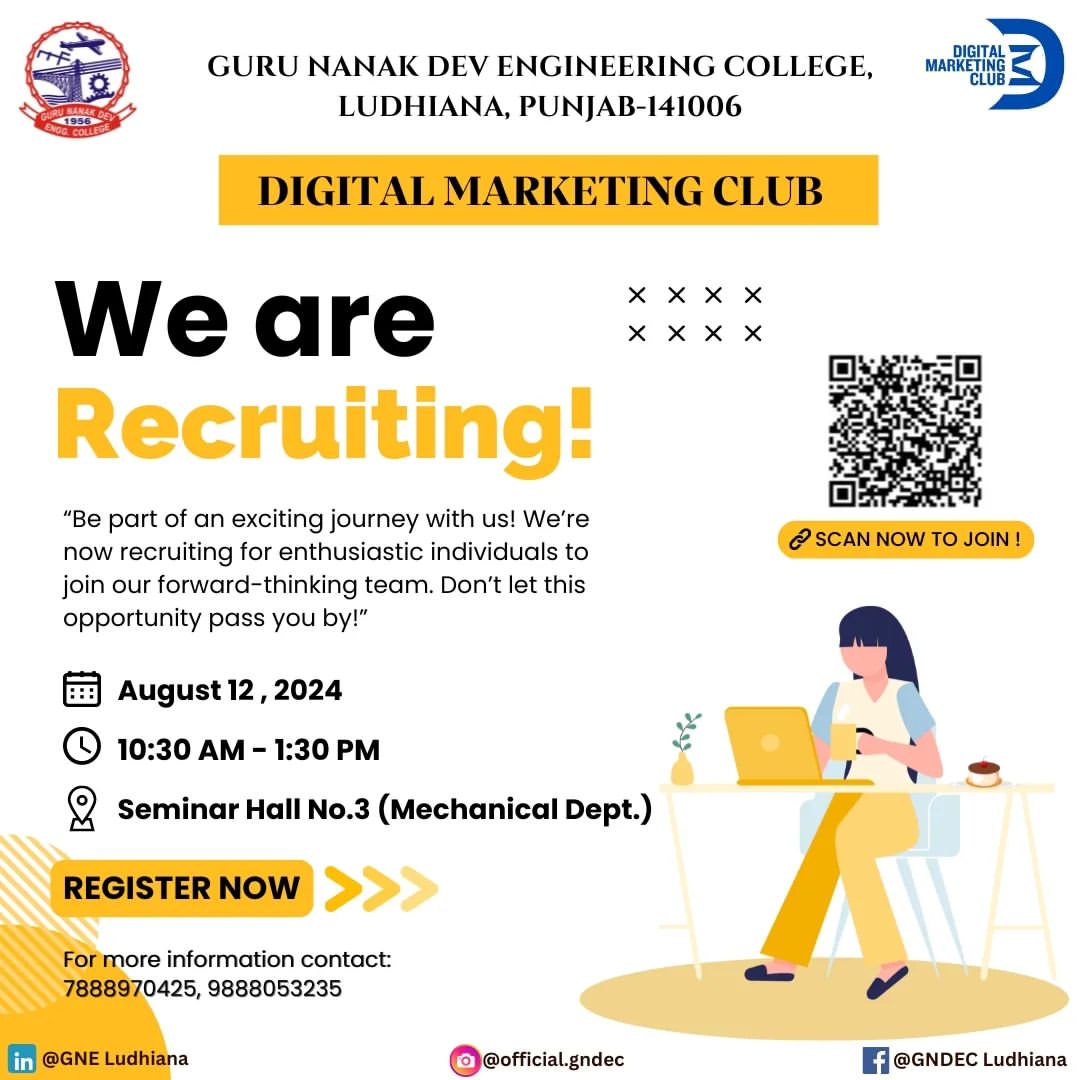 GURU NANAK DEV ENGINEERING COLLEGE,
LUDHIANA, PUNJAB-141006
GURU NANAK DEV
1956
ENGG. COLLEGE
DIGITAL
MARKETING
CLUB
DIGITAL MARKETING CLUB
We are
Recruiting!
SCAN NOW TO JOIN !
“Be part of an exciting journey with us! We’re
now recruiting for enthusiastic individuals to
join our forward-thinking team. Don’t let this
opportunity pass you by!”
August 12 , 2024
10:30 AM - 1:30 PM
Seminar Hall No.3 (Mechanical Dept.)
REGISTER NOW
For more information contact:
7888970425, 9888053235
in @GNE Ludhiana
@official.gndec
f @GNDEC Ludhiana